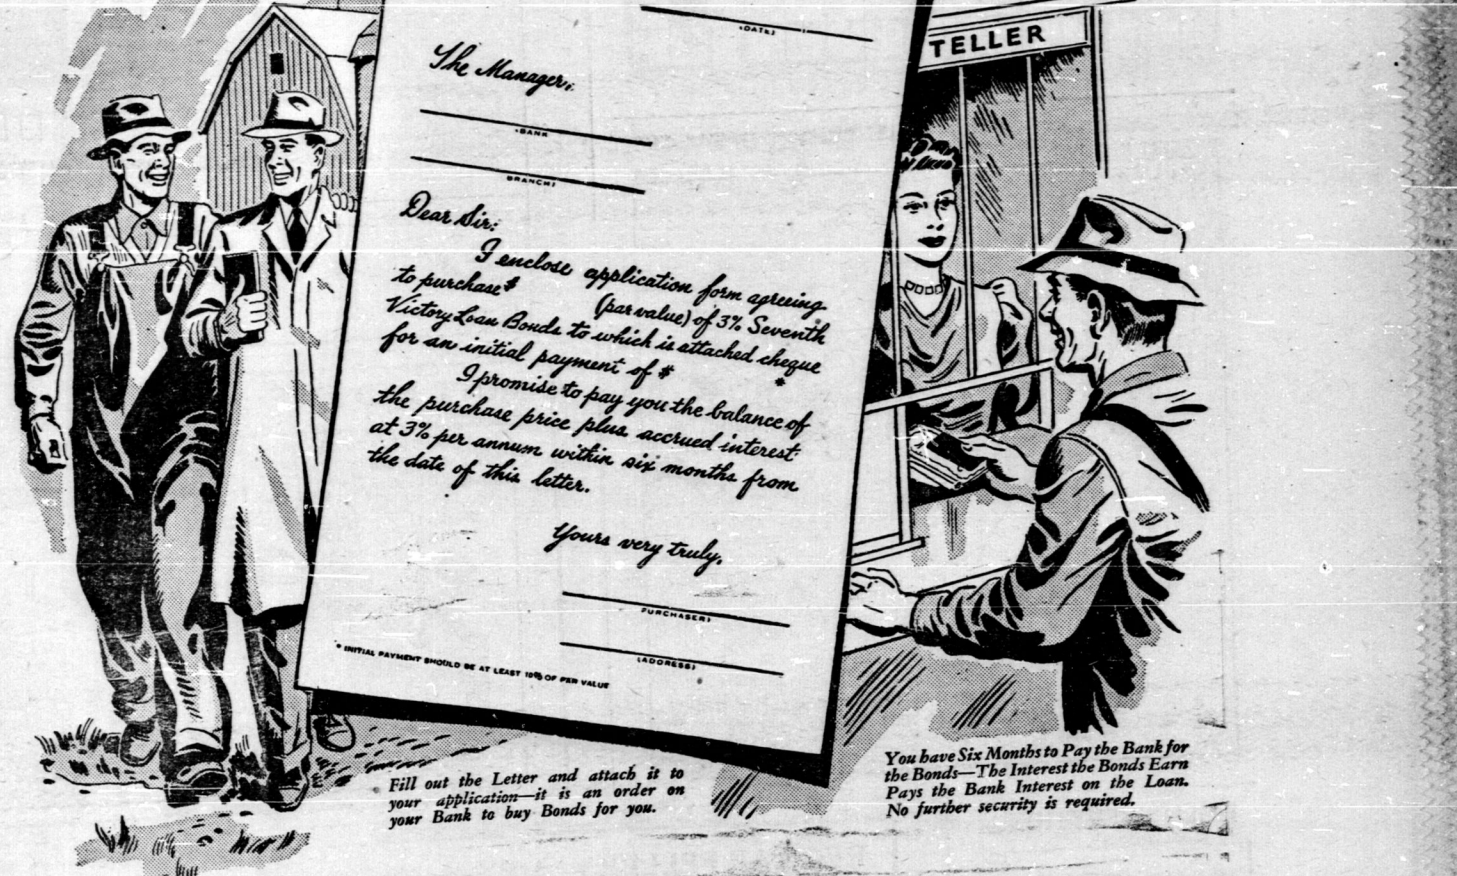 (DATE)
TELLER
The Manager,
(BANK
BRANCH)
Dear Sir:
I enclose application form agreeing
to purchase $ (par value) of 3% Seventh
Victory Loan Bonds to which is attached cheque
for an initial payment of $ *
I promise to pay you the balance of
the purchase price plus accrued interest
at 3% per annum within six months from
the date of this letter.
Yours very truly,
PURCHASER)
(ADDRESS)
* INITIAL PAYMENT SHOULD BE AT LEAST 10% OF PAR VALUE
Fill out the Letter and attach it to
your application—it is an order on
your Bank to buy Bonds for you.
You have Six Months to Pay the Bank for
the Bonds—The Interest the Bonds Earn
Pays the Bank Interest on the Loan.
No further security is required.